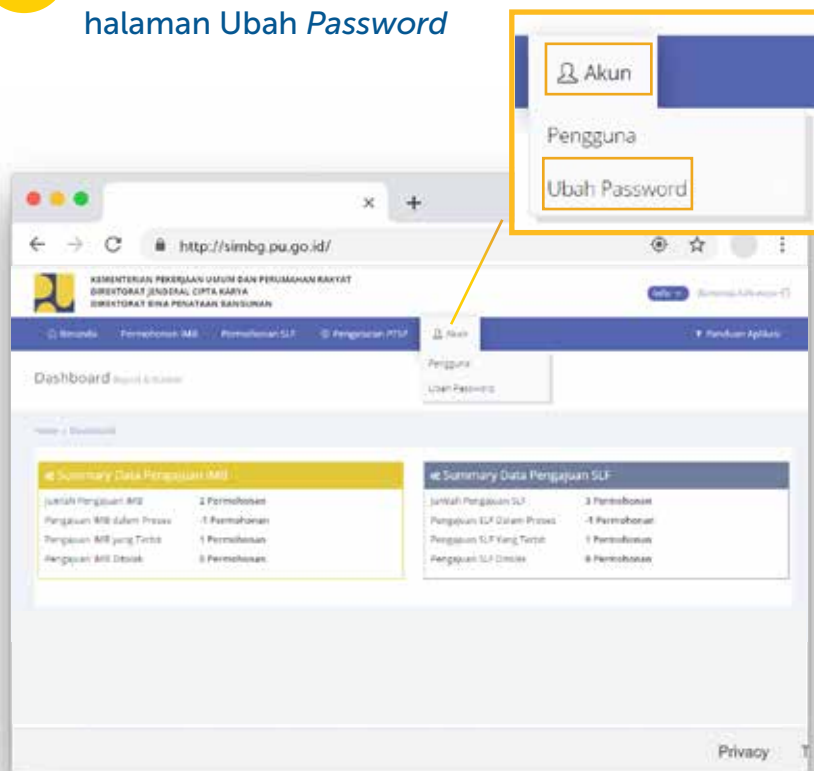 halaman Ubah Password
Akun
Pengguna
Ubah Password
http://simbg.pu.go.id/
KEMENTERIAN PEKERJAAN UMUM DAN PERUMAHAN RAKYAT
DIREKTORAT JENDERAL CIPTA KARYA
DIREKTORAT BINA PENATAAN BANGUNAN
Info
Beranda Permohonan IMB Permohonan SLF Pengaturan PTSP Akun Panduan Aplikasi
Pengguna
Ubah Password
Dashboard
Home Dashboard
Summary Data Pengajuan IMB
Jumlah Pengajuan IMB 2 Permohonan
Pengajuan IMB dalam Proses -1 Permohonan
Pengajuan IMB yang Terbit 1 Permohonan
Pengajuan IMB Ditolak 0 Permohonan
Summary Data Pengajuan SLF
Jumlah Pengajuan SLF 3 Permohonan
Pengajuan SLF Dalam Proses -1 Permohonan
Pengajuan SLF Yang Terbit 1 Permohonan
Pengajuan SLF Ditolak 0 Permohonan
Privacy T